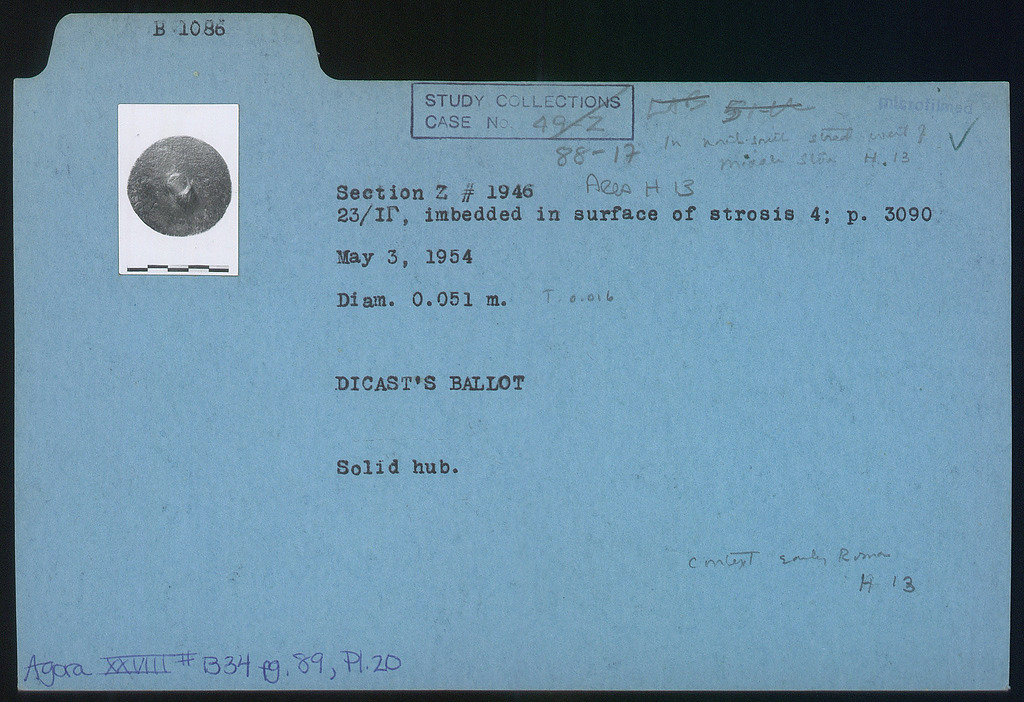 B 1086
STUDY COLLECTIONS
CASE No. 49-Z
88-17
microfilmed
In north-south street west of
Middle Stoa H.13
Area H 13
Section Z # 1946
23/ΙΓ, imbedded in surface of strosis 4; p. 3090
May 3, 1954
Diam. 0.051 m. T. 0.016
DICAST'S BALLOT
Solid hub.
context early Roman
H 13
Agora XXVIII # B34 pg. 89, Pl. 20